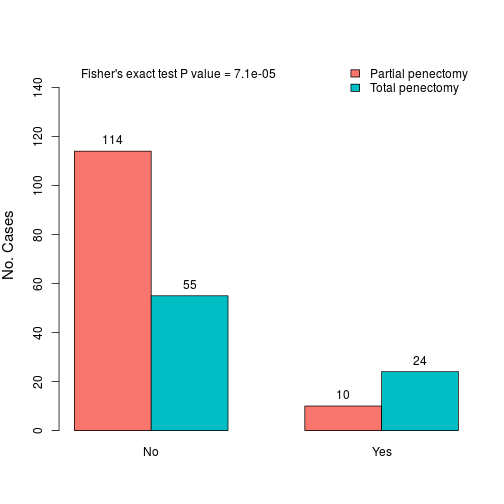 Fisher's exact test P value = 7.1e-05
Partial penectomy
Total penectomy
No. Cases
140
120
100
80
60
40
20
0
114
55
10
24
No
Yes